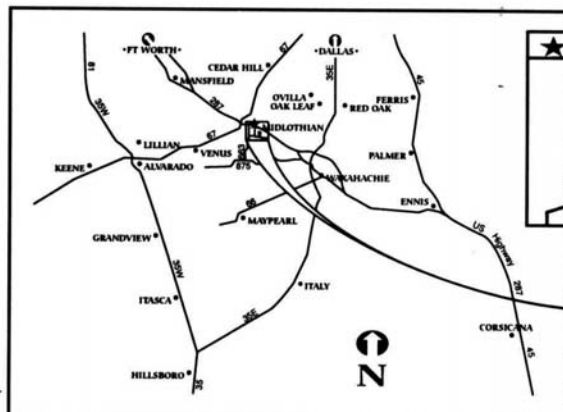 •FT WORTH•
•DALLAS•
CEDAR HILL
67
81
35E
45
MANSFIELD
287
OVILLA
OAK LEAF
FERRIS
RED OAK
35W
MIDLOTHIAN
67
LILLIAN
VENUS
663
875
PALMER
KEENE
ALVARADO
WAXAHACHIE
66
MAYPEARL
ENNIS
GRANDVIEW
US Highway 287
35W
ITALY
ITASCA
35E
CORSICANA
45
HILLSBORO
35
N